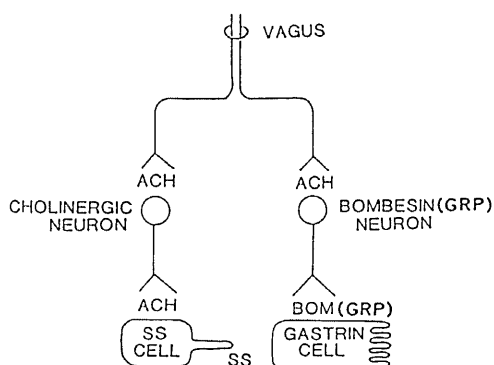 VAGUS
ACH
ACH
CHOLINERGIC
NEURON
BOMBESIN(GRP)
NEURON
ACH
BOM(GRP)
SS
CELL
SS
GASTRIN
CELL